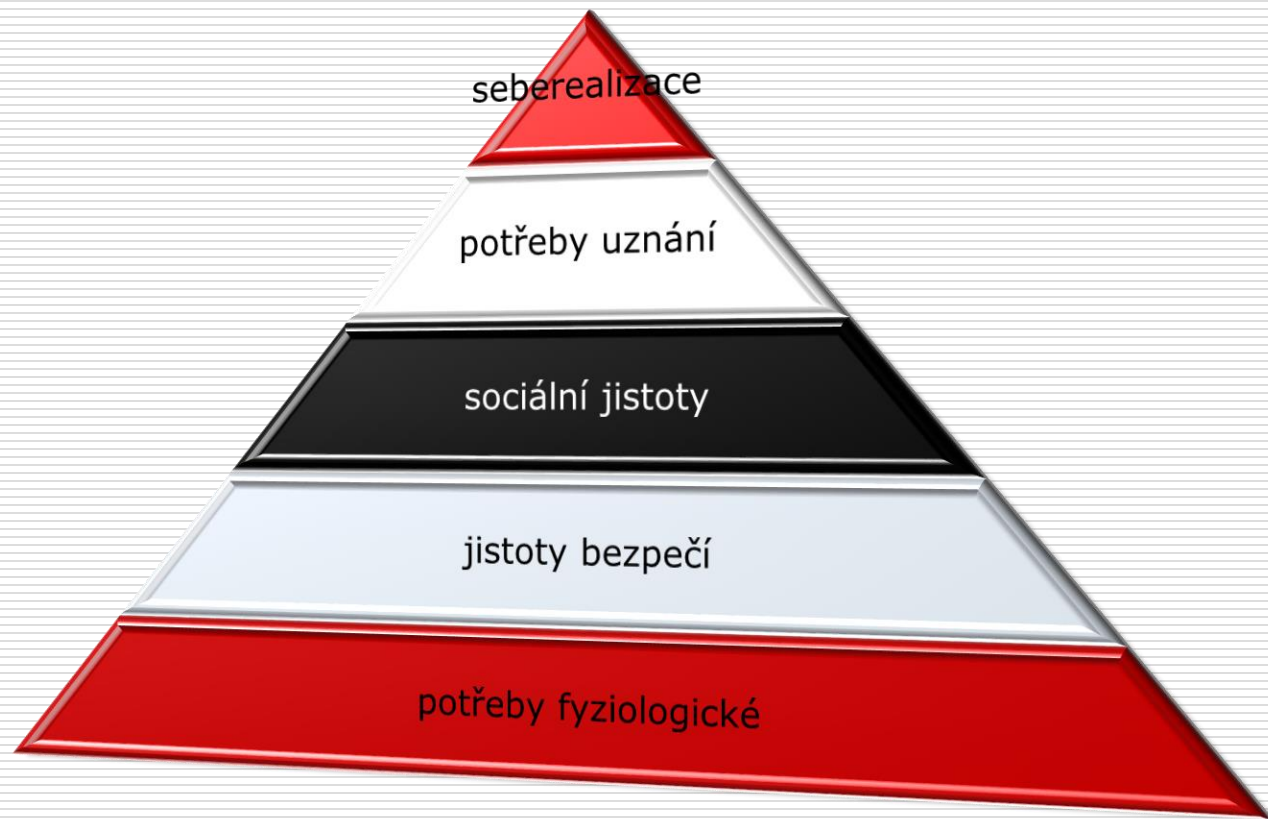 seberealizace
potřeby uznání
sociální jistoty
jistoty bezpečí
potřeby fyziologické